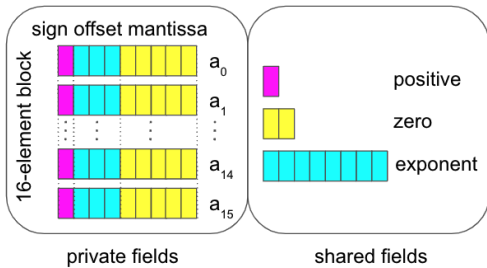 sign offset mantissa
16-element block
a0
a1
a14
a15
positive
zero
exponent
private fields
shared fields